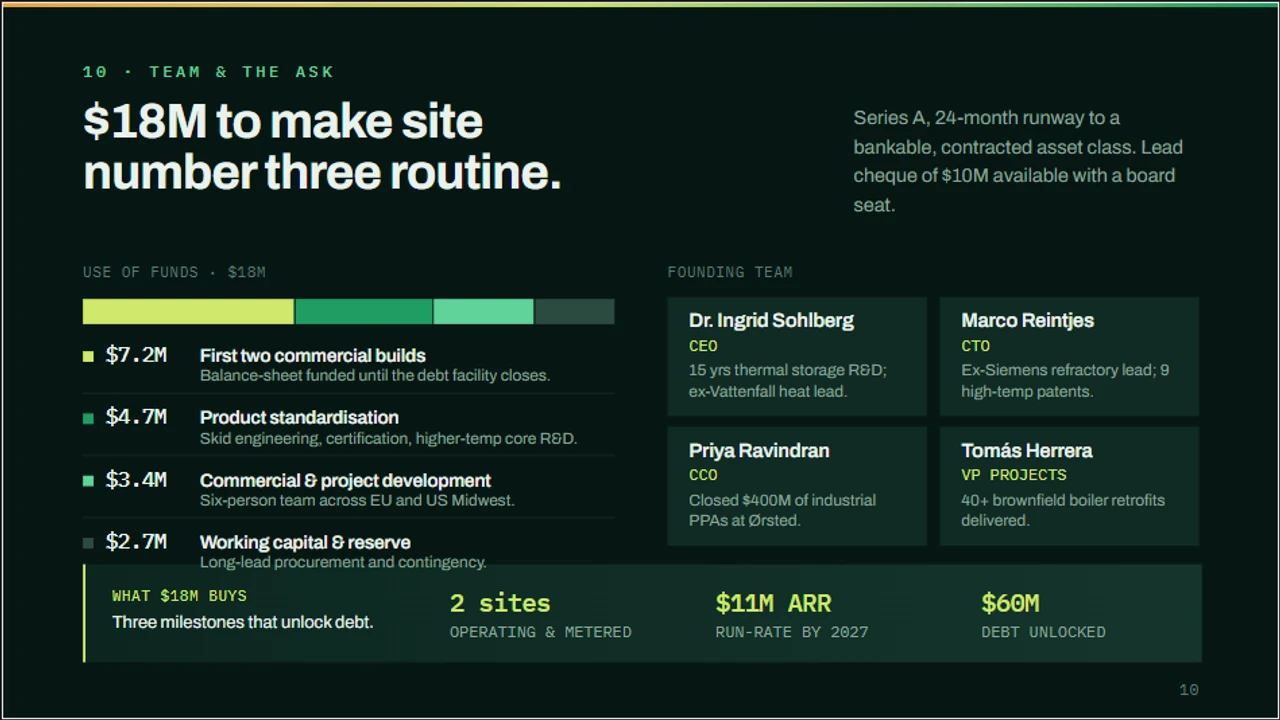 10 · TEAM & THE ASK
$18M to make site
number three routine.
Series A, 24-month runway to a
bankable, contracted asset class. Lead
cheque of $10M available with a board
seat.
USE OF FUNDS · $18M
$7.2M First two commercial builds
Balance-sheet funded until the debt facility closes.
$4.7M Product standardisation
Skid engineering, certification, higher-temp core R&D.
$3.4M Commercial & project development
Six-person team across EU and US Midwest.
$2.7M Working capital & reserve
Long-lead procurement and contingency.
FOUNDING TEAM
Dr. Ingrid Sohlberg
CEO
15 yrs thermal storage R&D;
ex-Vattenfall heat lead.
Marco Reintjes
CTO
Ex-Siemens refractory lead; 9
high-temp patents.
Priya Ravindran
CCO
Closed $400M of industrial
PPAs at Ørsted.
Tomás Herrera
VP PROJECTS
40+ brownfield boiler retrofits
delivered.
WHAT $18M BUYS
Three milestones that unlock debt.
2 sites
OPERATING & METERED
$11M ARR
RUN-RATE BY 2027
$60M
DEBT UNLOCKED
10